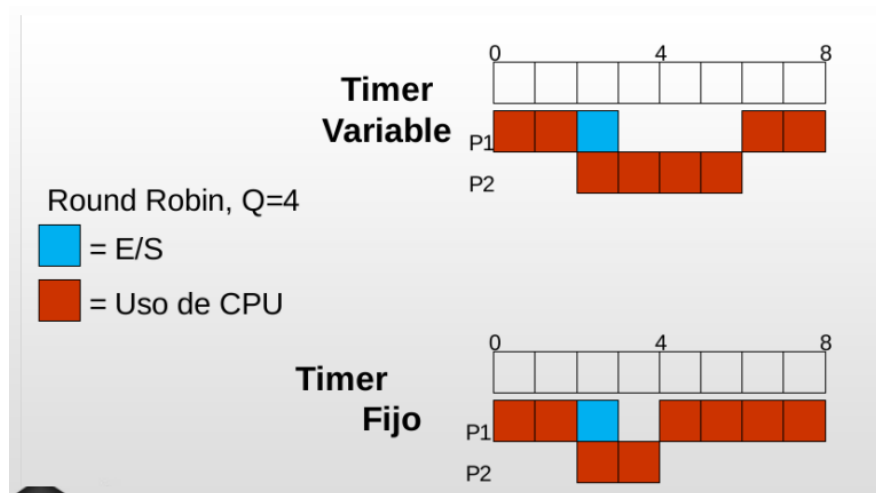 0 4 8
Timer
Variable
P1
P2
Round Robin, Q=4
= E/S
= Uso de CPU
0 4 8
Timer
Fijo
P1
P2